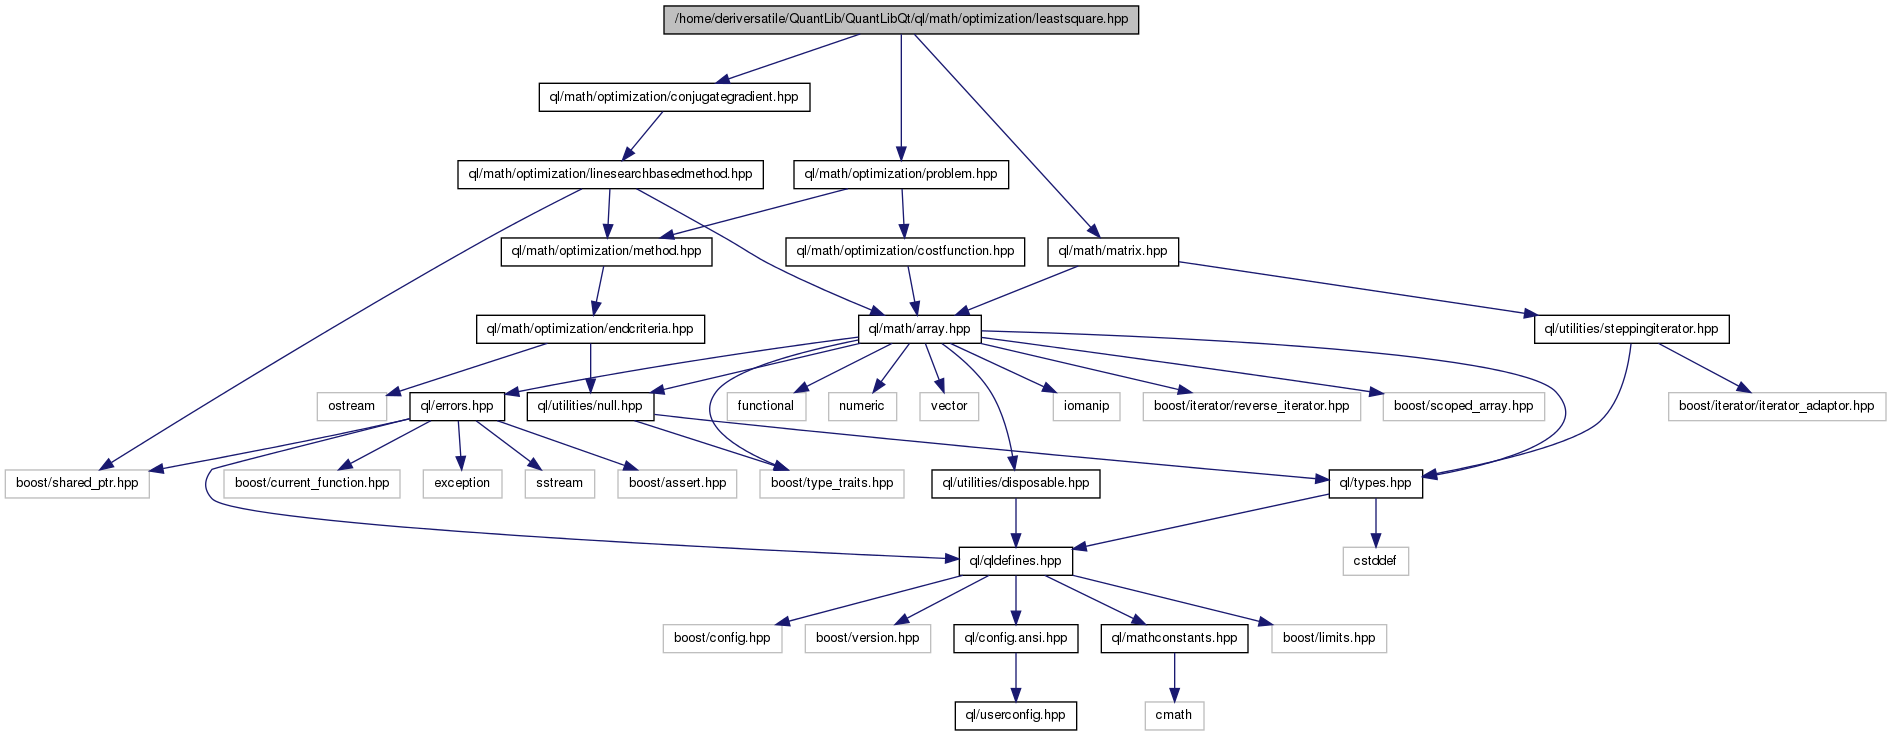 /home/deriversatile/QuantLib/QuantLibQt/ql/math/optimization/leastsquare.hpp
ql/math/optimization/conjugategradient.hpp
ql/math/optimization/linesearchbasedmethod.hpp
ql/math/optimization/problem.hpp
ql/math/optimization/method.hpp
ql/math/optimization/costfunction.hpp
ql/math/matrix.hpp
ql/math/optimization/endcriteria.hpp
ql/math/array.hpp
ql/utilities/steppingiterator.hpp
ostream
ql/errors.hpp
ql/utilities/null.hpp
functional
numeric
vector
iomanip
boost/iterator/reverse_iterator.hpp
boost/scoped_array.hpp
boost/iterator/iterator_adaptor.hpp
boost/shared_ptr.hpp
boost/current_function.hpp
exception
sstream
boost/assert.hpp
boost/type_traits.hpp
ql/utilities/disposable.hpp
ql/types.hpp
ql/qldefines.hpp
cstddef
boost/config.hpp
boost/version.hpp
ql/config.ansi.hpp
ql/mathconstants.hpp
boost/limits.hpp
ql/userconfig.hpp
cmath